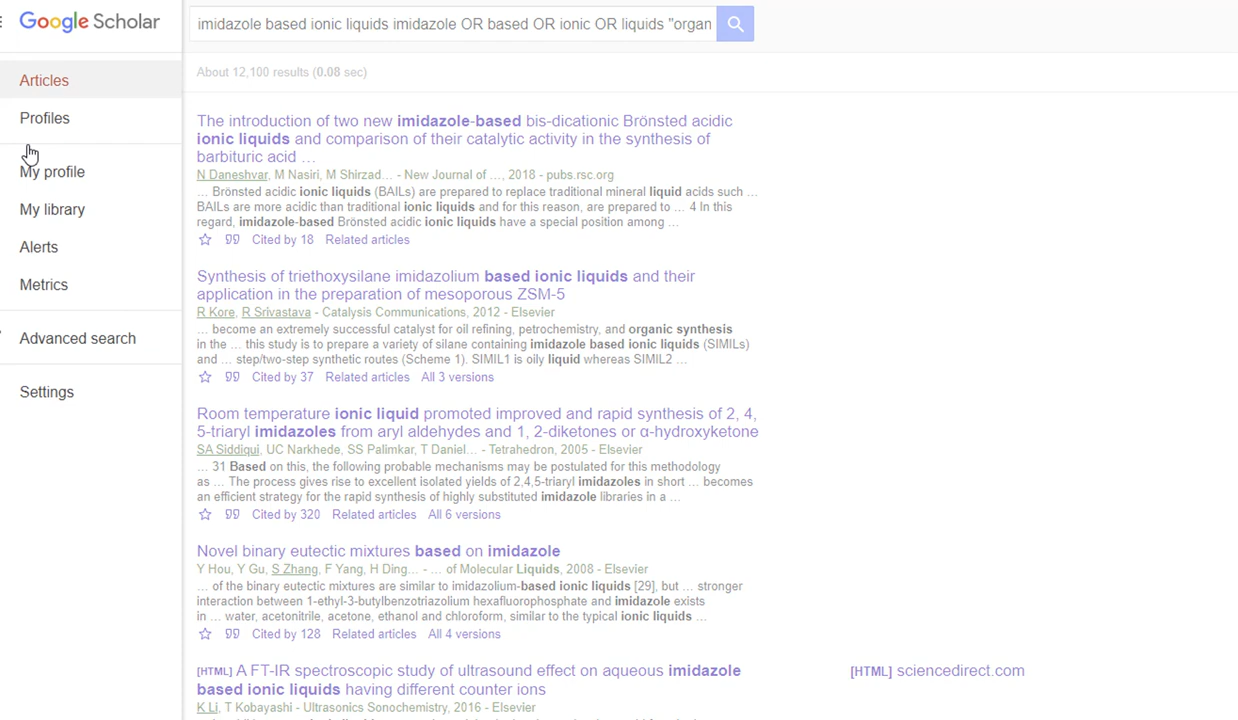 Google Scholar
imidazole based ionic liquids imidazole OR based OR ionic OR liquids "organ
Articles
Profiles
My profile
My library
Alerts
Metrics
Advanced search
Settings
About 12,100 results (0.08 sec)
The introduction of two new imidazole-based bis-dicationic Brönsted acidic
ionic liquids and comparison of their catalytic activity in the synthesis of
barbituric acid …
N Daneshvar, M Nasiri, M Shirzad… - New Journal of …, 2018 - pubs.rsc.org
… Brönsted acidic ionic liquids (BAILs) are prepared to replace traditional mineral liquid acids such …
BAILs are more acidic than traditional ionic liquids and for this reason, are prepared to … 4 In this
regard, imidazole-based Brönsted acidic ionic liquids have a special position among …
Cited by 18 Related articles
Synthesis of triethoxysilane imidazolium based ionic liquids and their
application in the preparation of mesoporous ZSM-5
R Kore, R Srivastava - Catalysis Communications, 2012 - Elsevier
… become an extremely successful catalyst for oil refining, petrochemistry, and organic synthesis
in the … this study is to prepare a variety of silane containing imidazole based ionic liquids (SIMILs)
and … step/two-step synthetic routes (Scheme 1). SIMIL1 is oily liquid whereas SIMIL2 …
Cited by 37 Related articles All 3 versions
Room temperature ionic liquid promoted improved and rapid synthesis of 2, 4,
5-triaryl imidazoles from aryl aldehydes and 1, 2-diketones or α-hydroxyketone
SA Siddiqui, UC Narkhede, SS Palimkar, T Daniel… - Tetrahedron, 2005 - Elsevier
… 31 Based on this, the following probable mechanisms may be postulated for this methodology
as … The process gives rise to excellent isolated yields of 2,4,5-triaryl imidazoles in short … becomes
an efficient strategy for the rapid synthesis of highly substituted imidazole libraries in a …
Cited by 320 Related articles All 6 versions
Novel binary eutectic mixtures based on imidazole
Y Hou, Y Gu, S Zhang, F Yang, H Ding… - … of Molecular Liquids, 2008 - Elsevier
… of the binary eutectic mixtures are similar to imidazolium-based ionic liquids [29], but … stronger
interaction between 1-ethyl-3-butylbenzotriazolium hexafluorophosphate and imidazole exists
in … water, acetonitrile, acetone, ethanol and chloroform, similar to the typical ionic liquids …
Cited by 128 Related articles All 4 versions
[HTML] A FT-IR spectroscopic study of ultrasound effect on aqueous imidazole
based ionic liquids having different counter ions
[HTML] sciencedirect.com
K Li, T Kobayashi - Ultrasonics Sonochemistry, 2016 - Elsevier